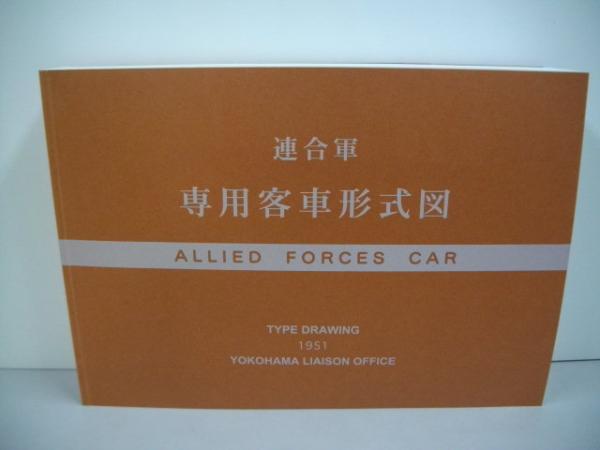 連合軍
専用客車形式図
ALLIED FORCES CAR
TYPE DRAWING
1951
YOKOHAMA LIAISON OFFICE